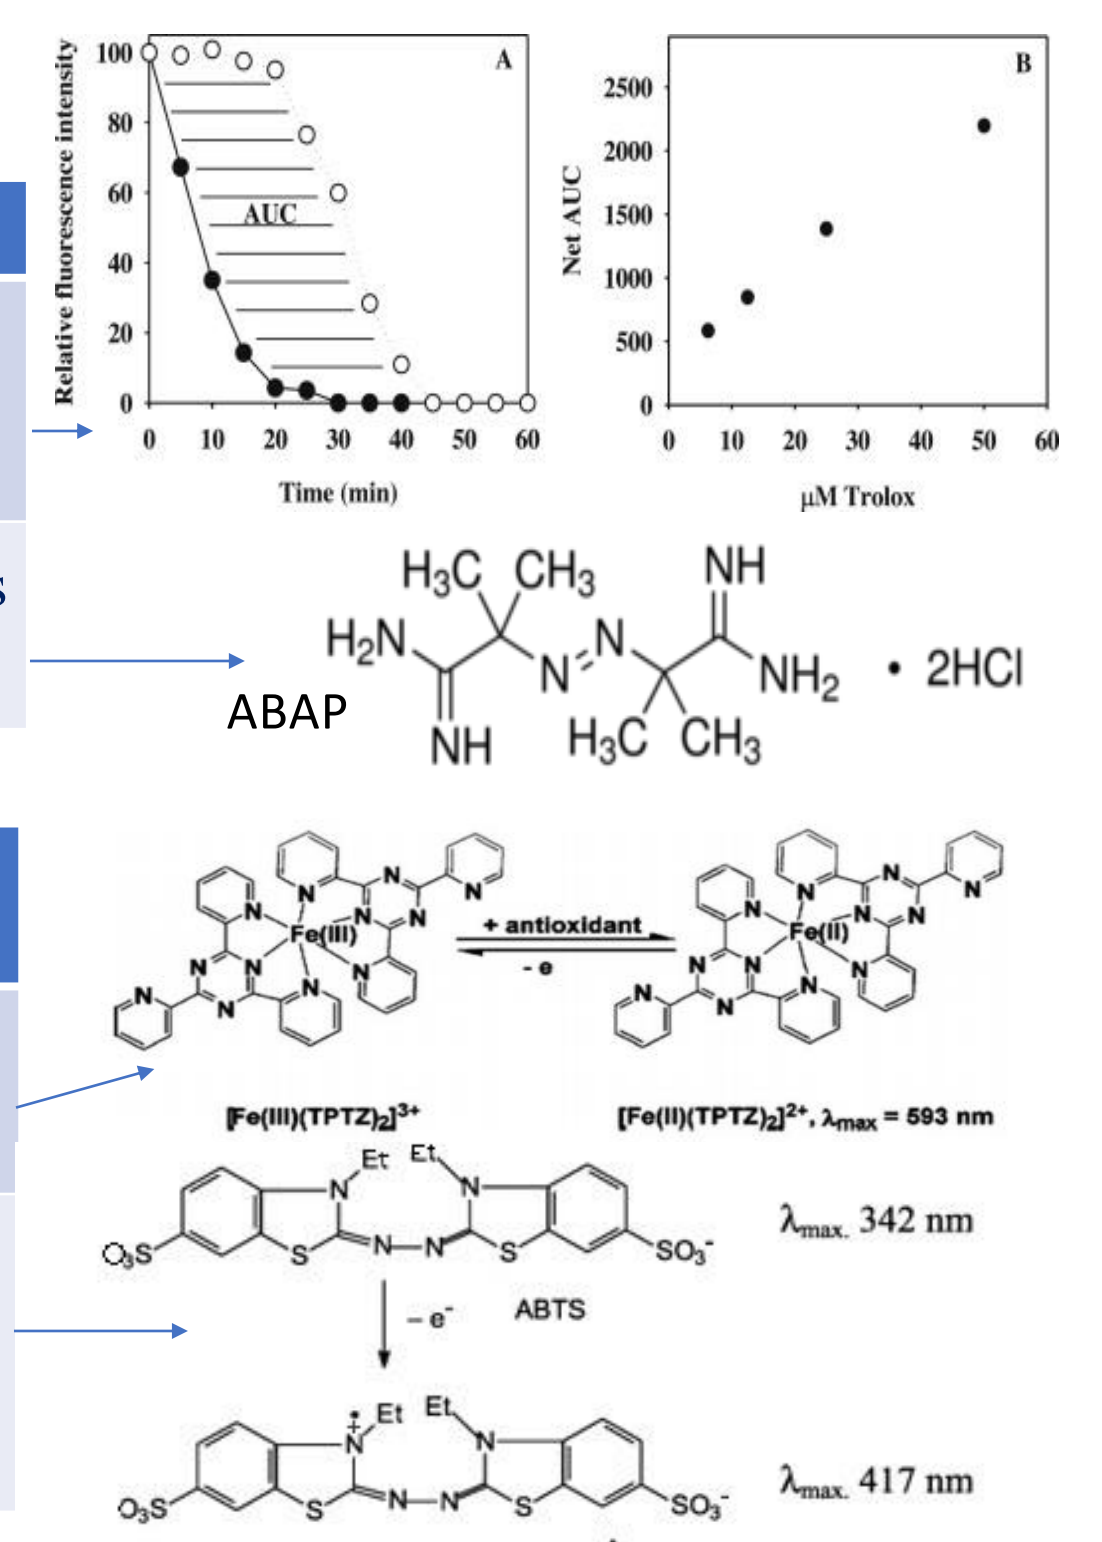 Relative fluorescence intensity
100
80
60
40
20
0
A
AUC
0 10 20 30 40 50 60
Time (min)
Net AUC
2500
2000
1500
1000
500
0
B
0 10 20 30 40 50 60
μM Trolox
S
H₃C CH₃
NH
H₂N
N
N
NH₂
• 2HCl
ABAP
NH
H₃C CH₃
N N N N N N
Fe(III)
N N N N N N
+ antioxidant
- e
N N N N N N
Fe(II)
N N N N N N
[Fe(III)(TPTZ)₂]³⁺
[Fe(II)(TPTZ)₂]²⁺, λmax = 593 nm
Et Et
N N
λmax. 342 nm
O₃S S N N S SO₃⁻
− e⁻
ABTS
Et Et
N N
•
+
λmax. 417 nm
O₃S S N N S SO₃⁻